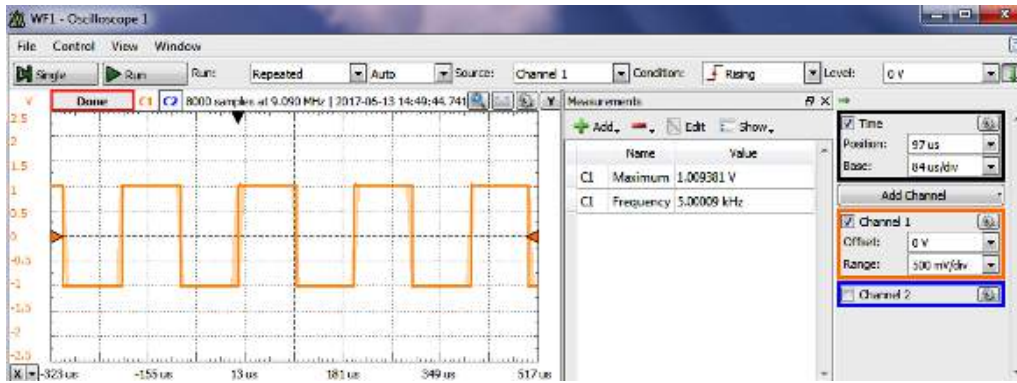 WF1 - Oscilloscope 1
File Control View Window
Single Run Run: Repeated Auto Source: Channel 1 Condition: Rising Level: 0 V
V Done C1 C2 8000 samples at 9.090 MHz | 2017-06-13 14:49:44.741 Y
Measurements
Add Edit Show
Name Value
C1 Maximum 1.009381 V
C1 Frequency 5.00009 kHz
Time
Position: 97 us
Base: 84 us/div
Add Channel
Channel 1
Offset: 0 V
Range: 500 mV/div
Channel 2
2.5
2
1.5
1
0.5
0
-0.5
-1
-1.5
-2
-2.5
X -323 us -155 us 13 us 181 us 349 us 517 us